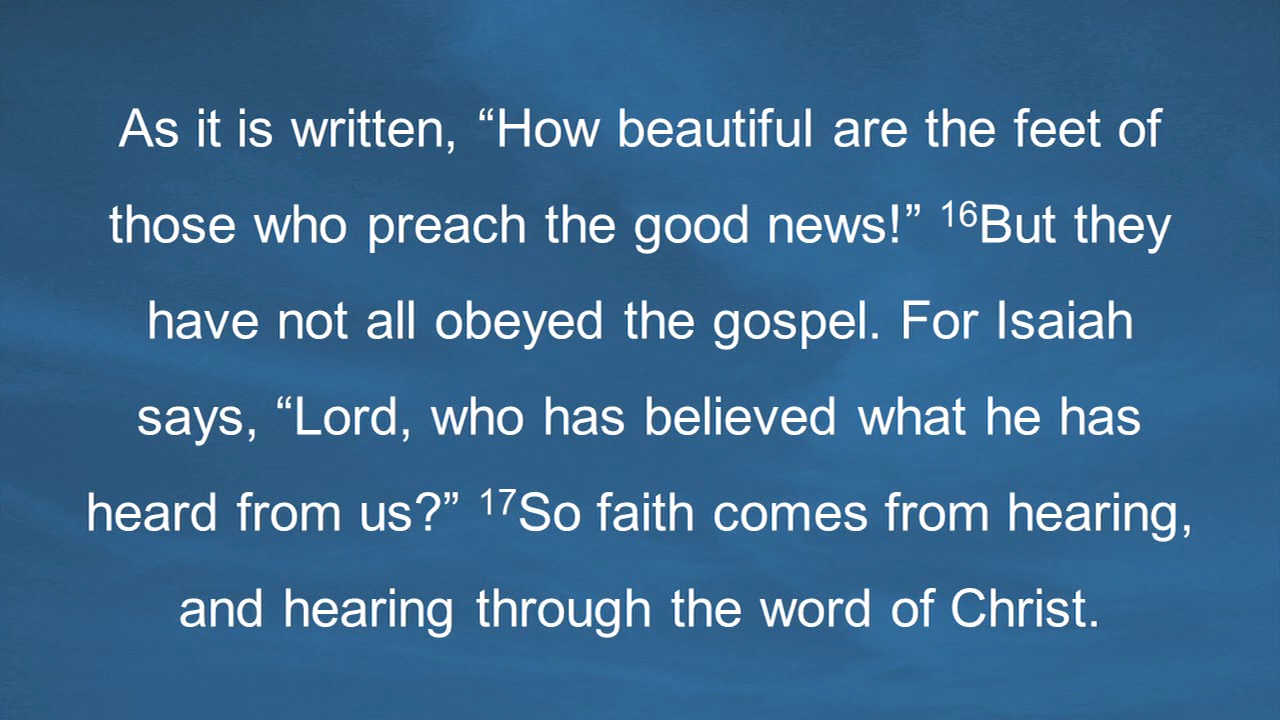 As it is written, “How beautiful are the feet of
those who preach the good news!” ¹⁶But they
have not all obeyed the gospel. For Isaiah
says, “Lord, who has believed what he has
heard from us?” ¹⁷So faith comes from hearing,
and hearing through the word of Christ.